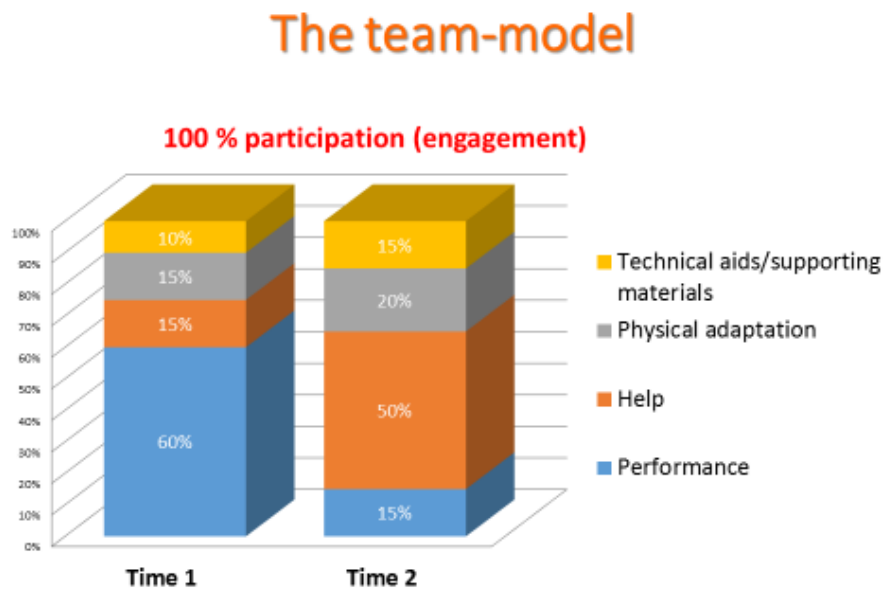 The team-model
100 % participation (engagement)
100%
90%
80%
70%
60%
50%
40%
30%
20%
10%
0%
10%
15%
15%
60%
15%
20%
50%
15%
Time 1
Time 2
Technical aids/supporting
materials
Physical adaptation
Help
Performance